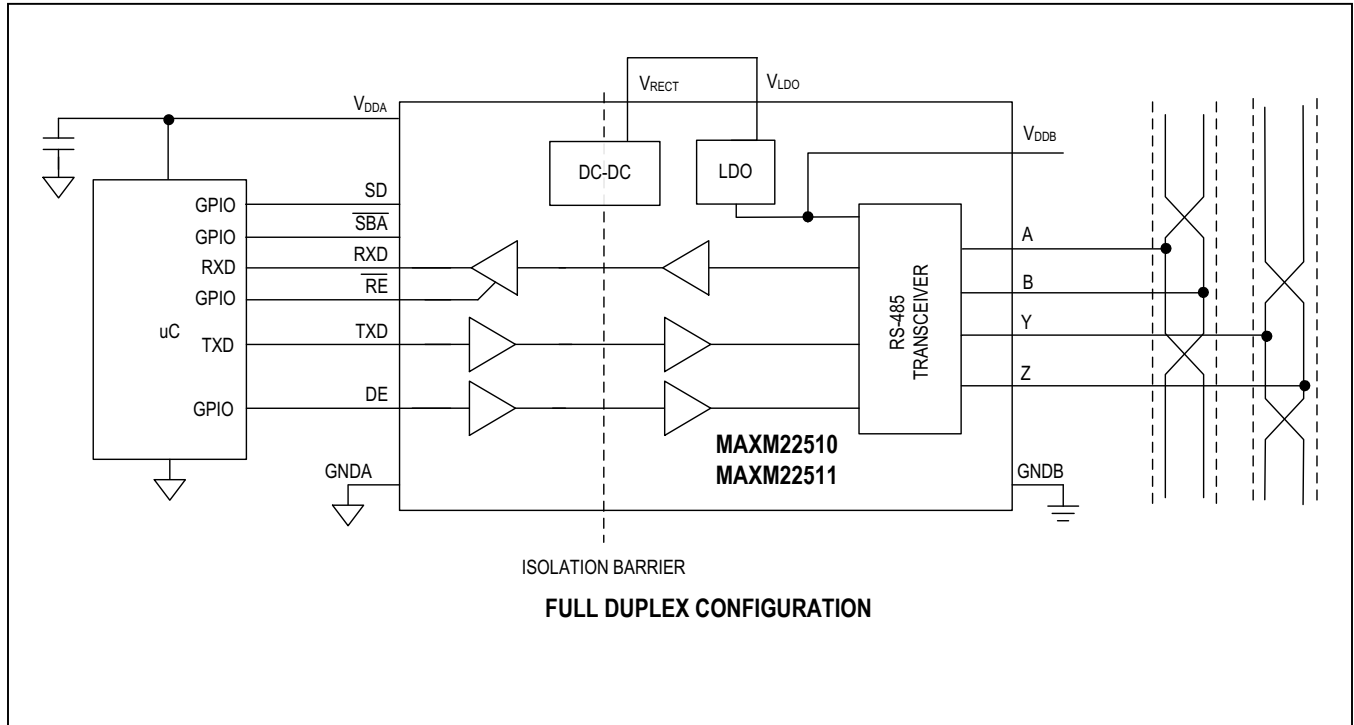 VRECT
VLDO
VDDA
VDDB
DC-DC
LDO
GPIO
SD
GPIO
SBA
RXD
RXD
GPIO
RE
uC
TXD
TXD
GPIO
DE
A
B
Y
Z
RS-485
TRANSCEIVER
MAXM22510
MAXM22511
GNDA
GNDB
ISOLATION BARRIER
FULL DUPLEX CONFIGURATION